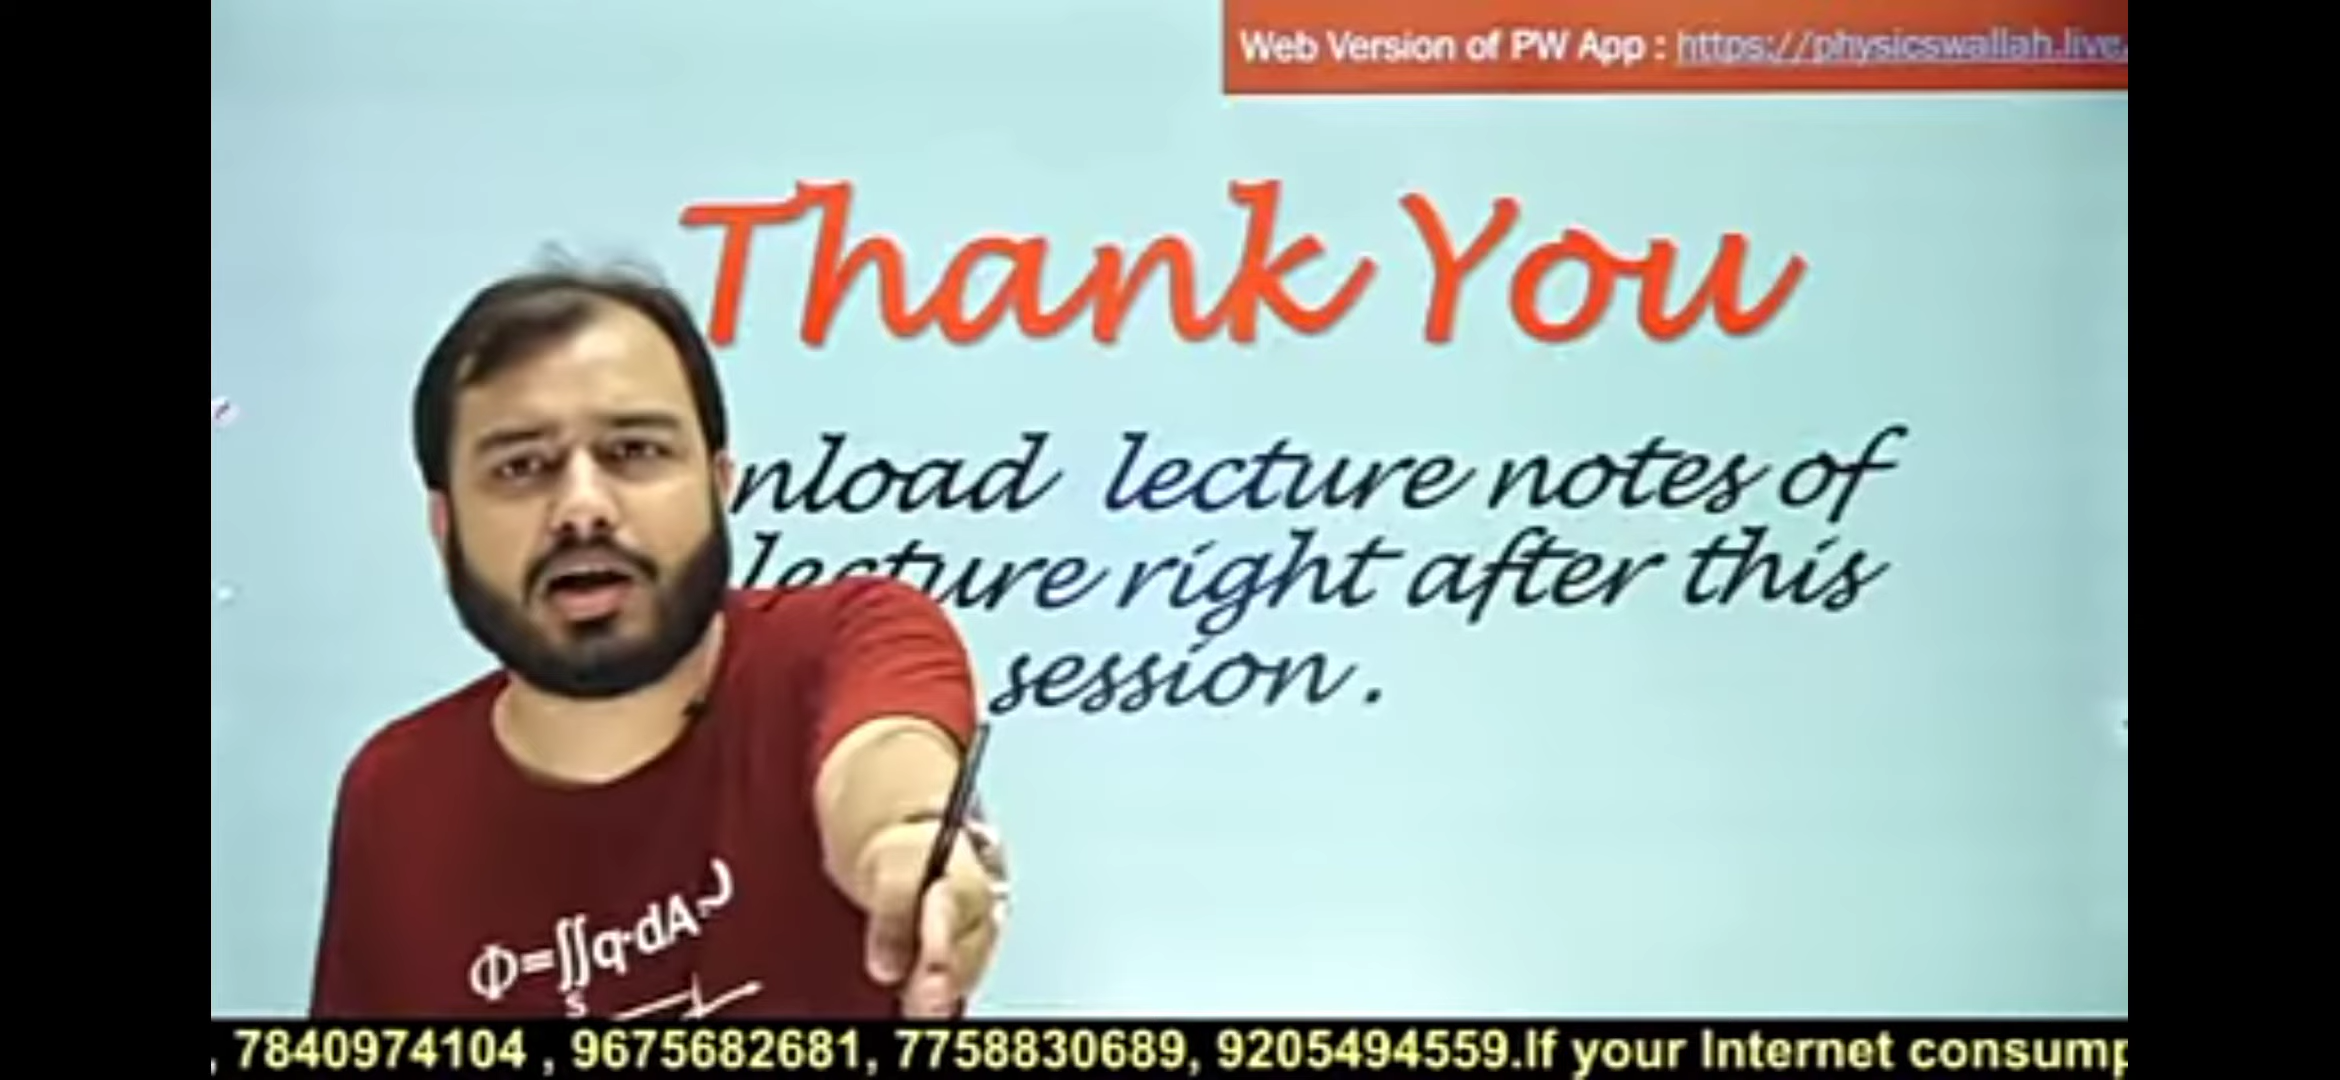 Web Version of PW App : https://physicswallah.live
Thank You
nload lecture notes of
lecture right after this
session .
Φ=∬q·dA
S
, 7840974104 , 9675682681, 7758830689, 9205494559.If your Internet consump